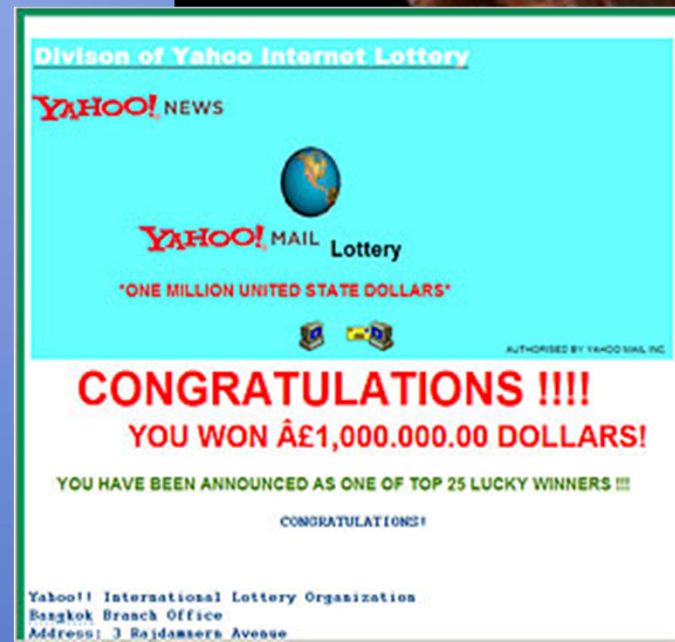 Divison of Yahoo Internet Lottery
YAHOO! NEWS
YAHOO! MAIL Lottery
"ONE MILLION UNITED STATE DOLLARS"
AUTHORISED BY YAHOO MAIL INC.
CONGRATULATIONS !!!!
YOU WON Â£1,000.000.00 DOLLARS!
YOU HAVE BEEN ANNOUNCED AS ONE OF TOP 25 LUCKY WINNERS !!!
CONGRATULATIONS!
Yahoo!! International Lottery Organization
Bangkok Branch Office
Address: 3 Rajdamnern Avenue